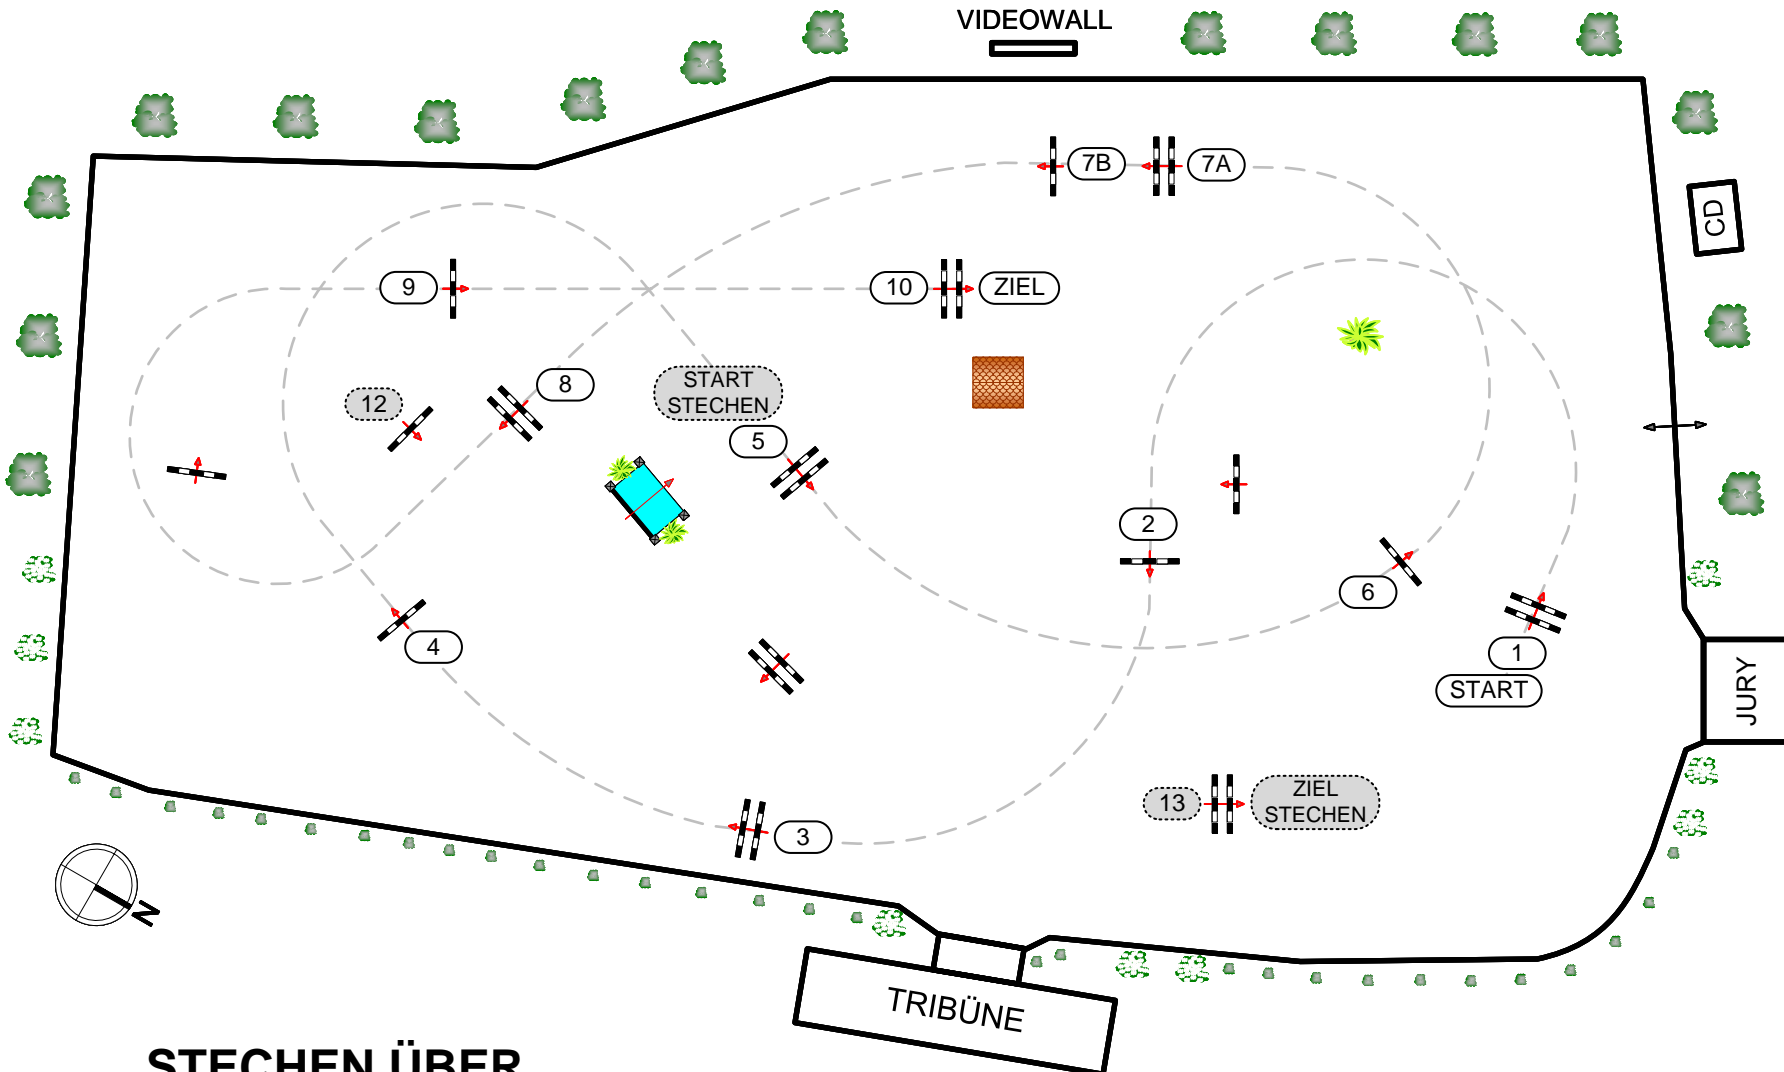 VIDEOWALL
7B
7A
CD
9
10
ZIEL
8
START
STECHEN
12
5
2
6
4
1
START
JURY
13
ZIEL
STECHEN
3
N
TRIBÜNE
STECHEN ÜBER